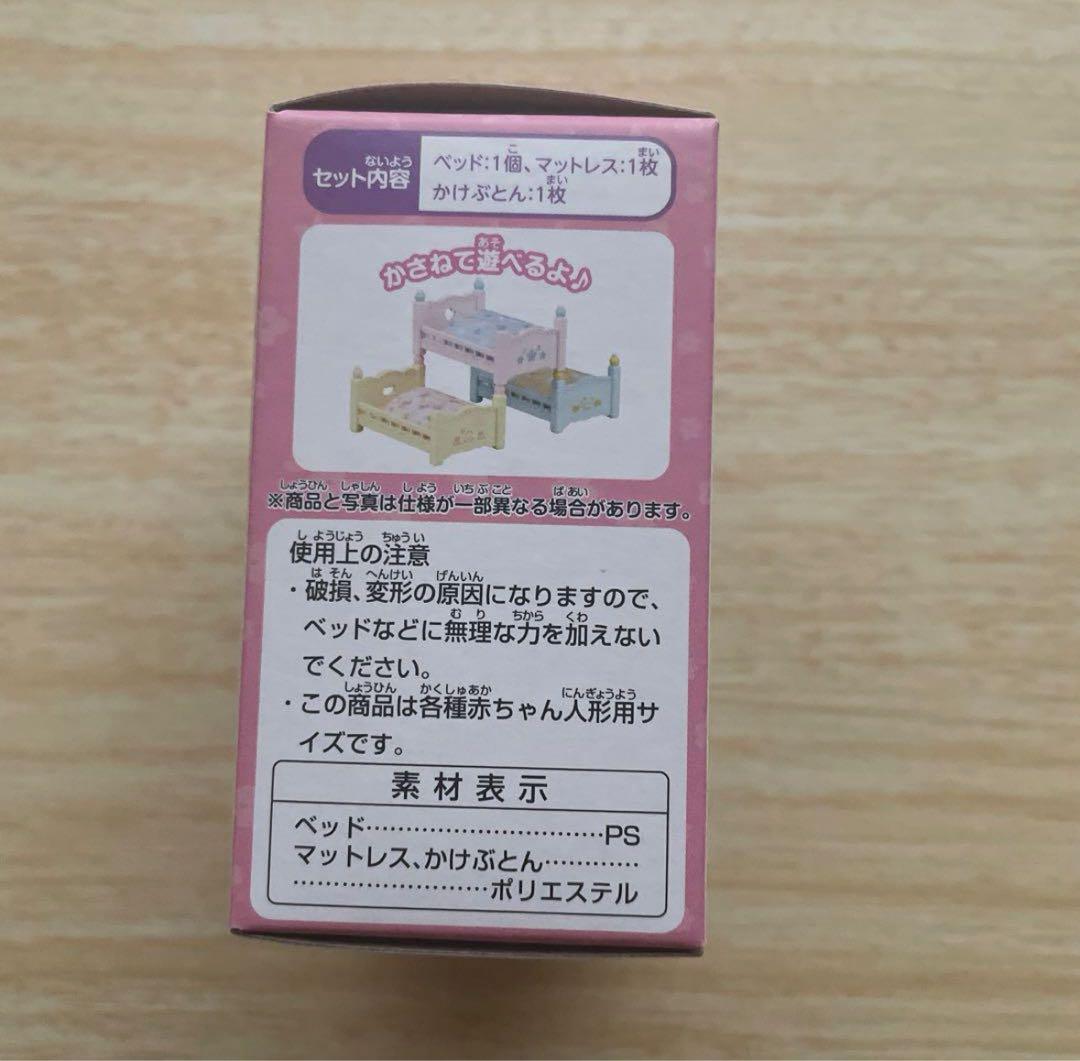 セット内容
ないよう
ベッド:1個、マットレス:1枚
こ まい
かけぶとん:1枚
まい
かさねて遊べるよ♪
あそ
※商品と写真は仕様が一部異なる場合があります。
しょうひん しゃしん しよう いちぶこと ばあい
使用上の注意
しようじょう ちゅうい
・破損、変形の原因になりますので、
はそん へんけい げんいん
ベッドなどに無理な力を加えない
むり ちから くわ
でください。
・この商品は各種赤ちゃん人形用サ
しょうひん かくしゅあか にんぎょうよう
イズです。
素材表示
ベッド……………………………PS
マットレス、かけぶとん…………
………………………ポリエステル